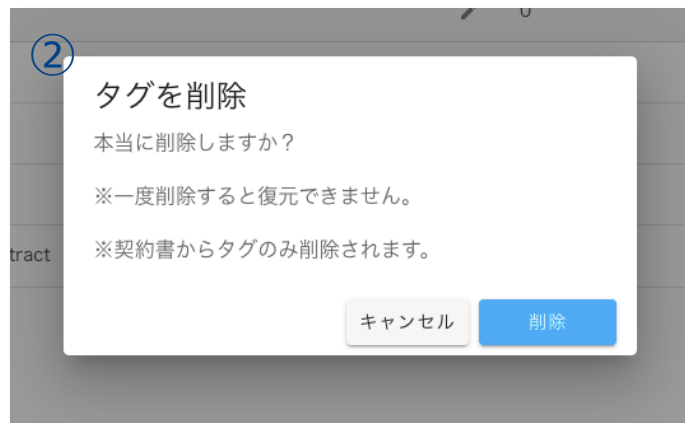 ②
タグを削除
本当に削除しますか？
※一度削除すると復元できません。
※契約書からタグのみ削除されます。
tract
キャンセル
削除